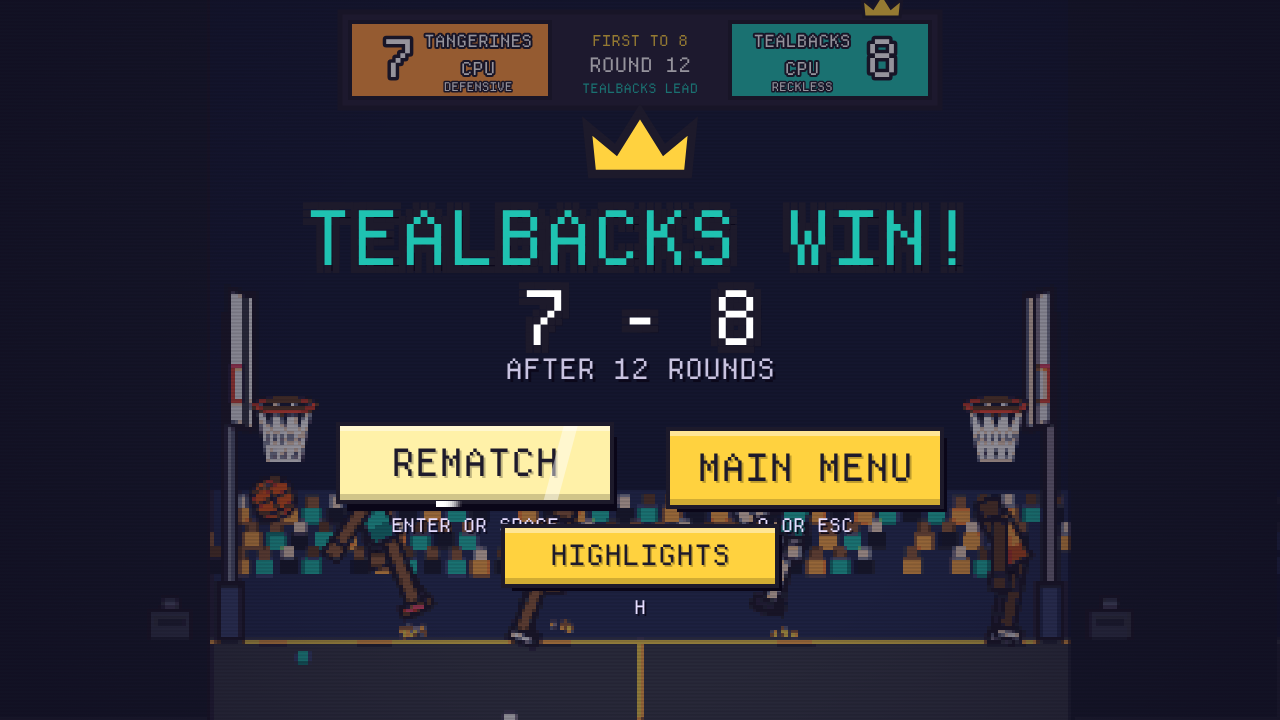 7
TANGERINES
CPU
DEFENSIVE
FIRST TO 8
ROUND 12
TEALBACKS LEAD
TEALBACKS
CPU
RECKLESS
8
TEALBACKS WIN!
7 - 8
AFTER 12 ROUNDS
REMATCH
MAIN MENU
ENTER OR SPACE
OR ESC
HIGHLIGHTS
H